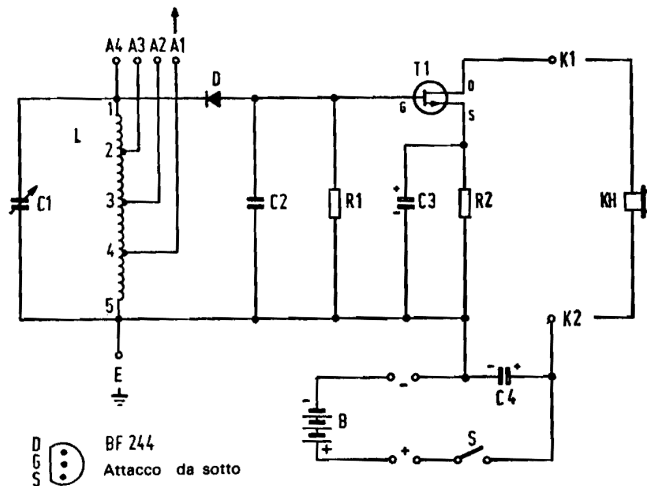 A4 A3 A2 A1
D
T1
K1
D
G
S
1
L
2
C1
3
C2
R1
+
-
C3
R2
KH
4
5
K2
E
-
-
- +
C4
B
+
+
S
D
G
S
BF 244
Attacco da sotto